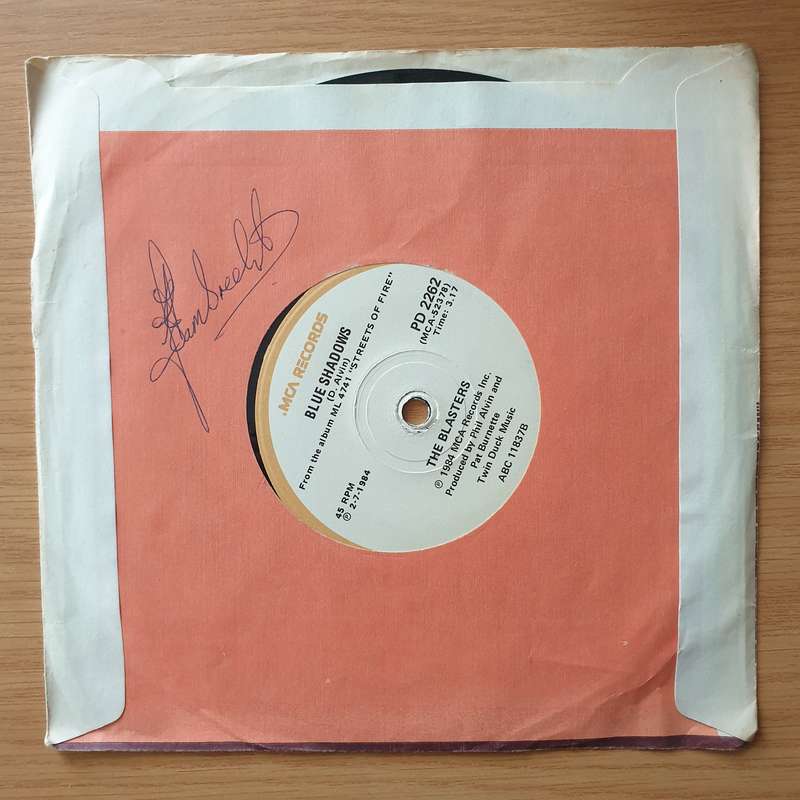 MCA RECORDS
BLUE SHADOWS
(D. Alvin)
From the album ML 4741 "STREETS OF FIRE"
PD 2262
(MCA-52378)
Time: 3.17
45 RPM
℗ 2-7-1984
THE BLASTERS
℗ 1984 MCA Records Inc.
Produced by Phil Alvin and
Pat Burnette
Twin Duck Music
ABC 11837B